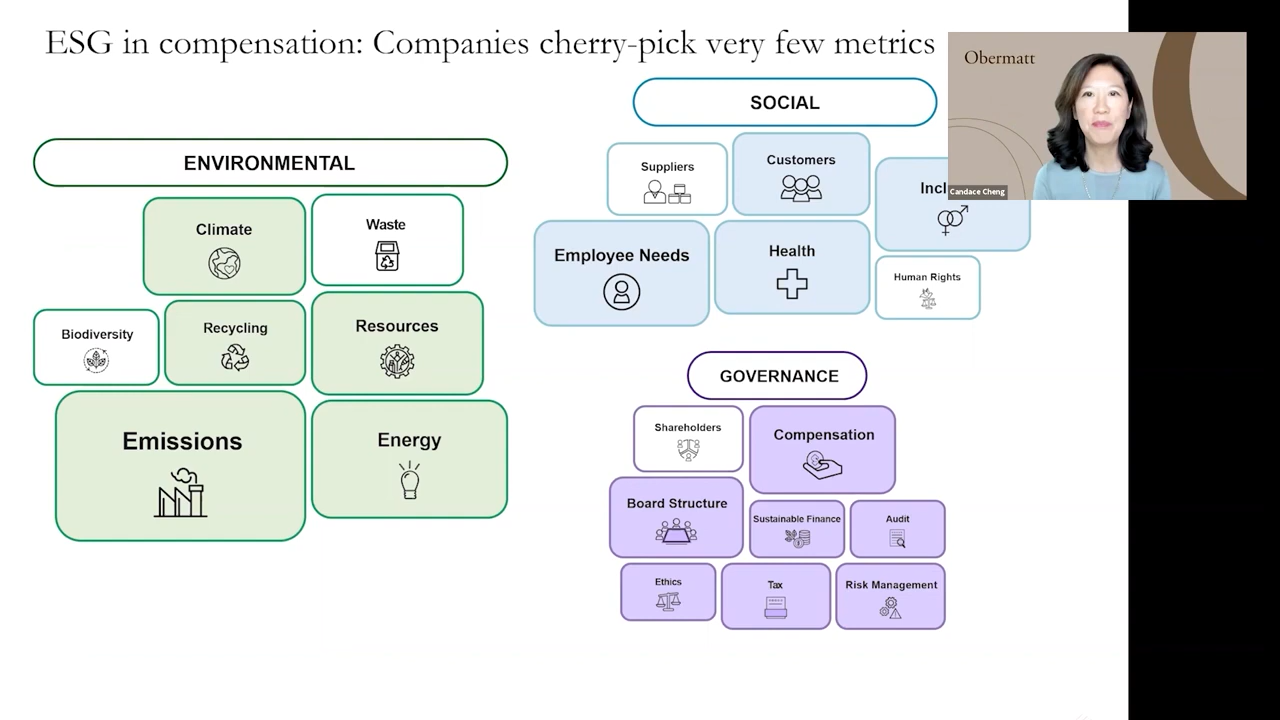 ESG in compensation: Companies cherry-pick very few metrics
Obermatt
Candace Cheng
ENVIRONMENTAL
Climate
Waste
Biodiversity
Recycling
Resources
Emissions
Energy
SOCIAL
Suppliers
Customers
Employee Needs
Health
Human Rights
GOVERNANCE
Shareholders
Compensation
Board Structure
Sustainable Finance
Audit
Ethics
Tax
Risk Management